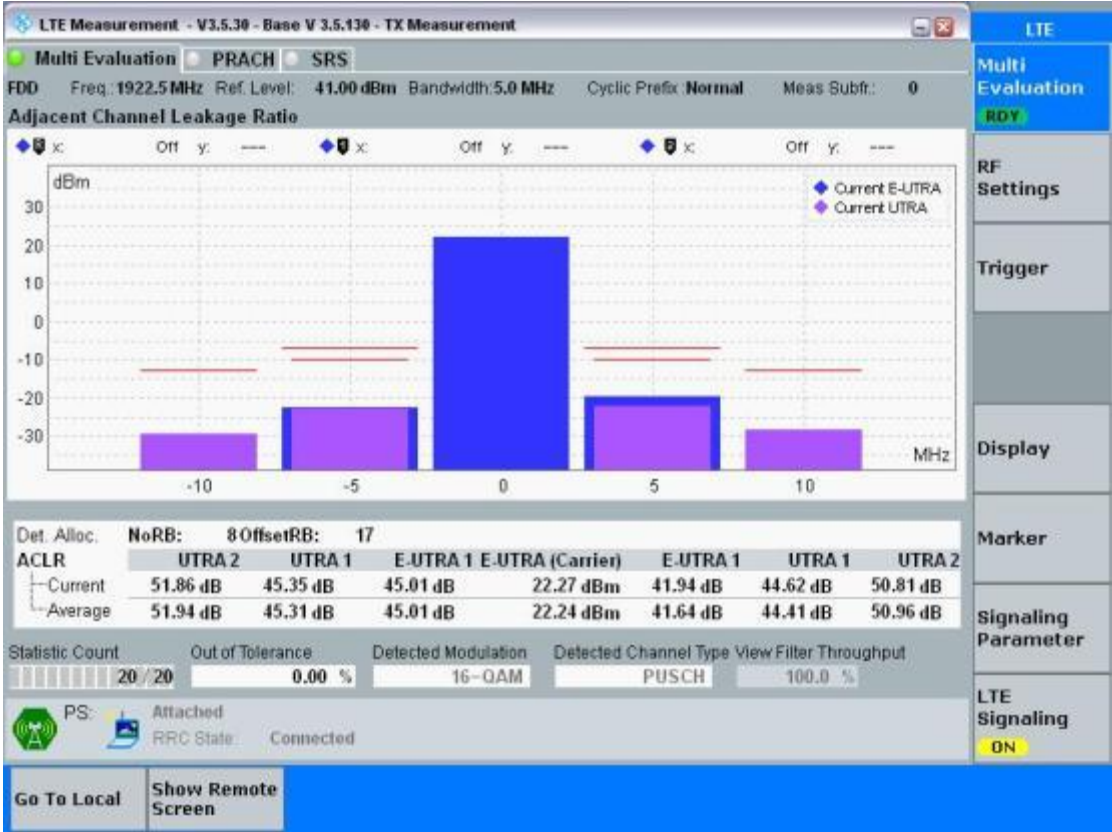 LTE Measurement - V3.5.30 - Base V 3.5.130 - TX Measurement
LTE
Multi Evaluation PRACH SRS
Multi
Evaluation
RDY
FDD Freq.: 1922.5 MHz Ref. Level: 41.00 dBm Bandwidth: 5.0 MHz Cyclic Prefix: Normal Meas Subfr.: 0
Adjacent Channel Leakage Ratio
x: Off y: --- x: Off y: --- x: Off y: ---
dBm
Current E-UTRA
Current UTRA
30
20
10
0
-10
-20
-30
MHz
-10 -5 0 5 10
RF
Settings
Trigger
Display
Marker
Signaling
Parameter
LTE
Signaling
ON
Det. Alloc. NoRB: 8 OffsetRB: 17
ACLR UTRA 2 UTRA 1 E-UTRA 1 E-UTRA (Carrier) E-UTRA 1 UTRA 1 UTRA 2
Current 51.86 dB 45.35 dB 45.01 dB 22.27 dBm 41.94 dB 44.62 dB 50.81 dB
Average 51.94 dB 45.31 dB 45.01 dB 22.24 dBm 41.64 dB 44.41 dB 50.96 dB
Statistic Count Out of Tolerance Detected Modulation Detected Channel Type View Filter Throughput
20 / 20 0.00 % 16-QAM PUSCH 100.0 %
PS: Attached
RRC State: Connected
Go To Local
Show Remote
Screen